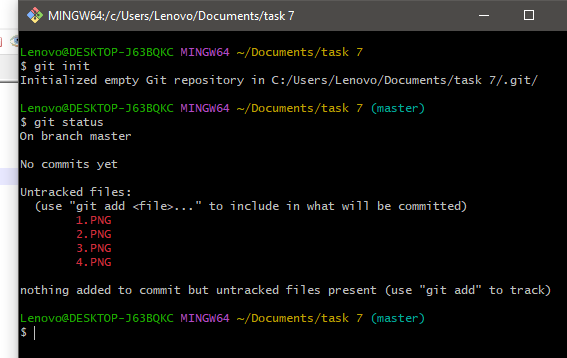 MINGW64:/c/Users/Lenovo/Documents/task 7
Lenovo@DESKTOP-J63BQKC MINGW64 ~/Documents/task 7
$ git init
Initialized empty Git repository in C:/Users/Lenovo/Documents/task 7/.git/
Lenovo@DESKTOP-J63BQKC MINGW64 ~/Documents/task 7 (master)
$ git status
On branch master
No commits yet
Untracked files:
(use "git add <file>..." to include in what will be committed)
1.PNG
2.PNG
3.PNG
4.PNG
nothing added to commit but untracked files present (use "git add" to track)
Lenovo@DESKTOP-J63BQKC MINGW64 ~/Documents/task 7 (master)
$